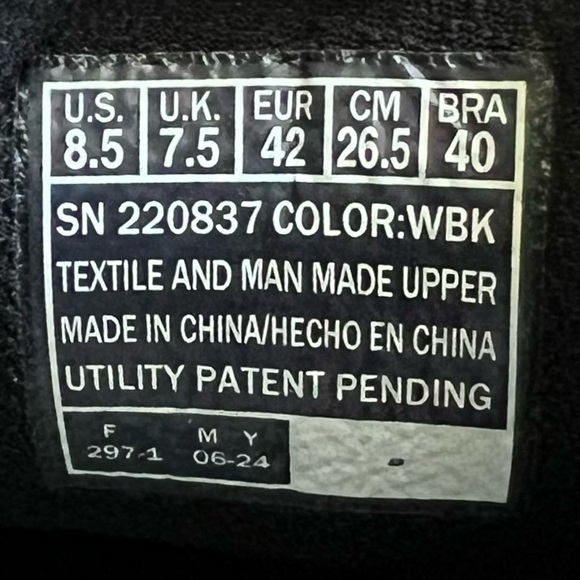 U.S. U.K. EUR CM BRA
8.5 7.5 42 26.5 40
SN 220837 COLOR:WBK
TEXTILE AND MAN MADE UPPER
MADE IN CHINA/HECHO EN CHINA
UTILITY PATENT PENDING
F M Y
297-1 06-24